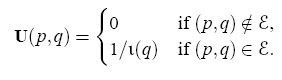 U(p,q) = { 0 if (p,q) ∉ ℰ,
1/ι(q) if (p,q) ∈ ℰ.